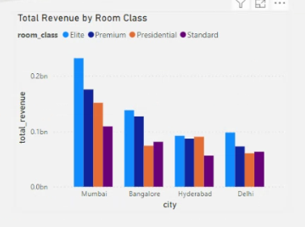 Total Revenue by Room Class
room_class Elite Premium Presidential Standard
total_revenue
0.2bn
0.1bn
0.0bn
Mumbai Bangalore Hyderabad Delhi
city